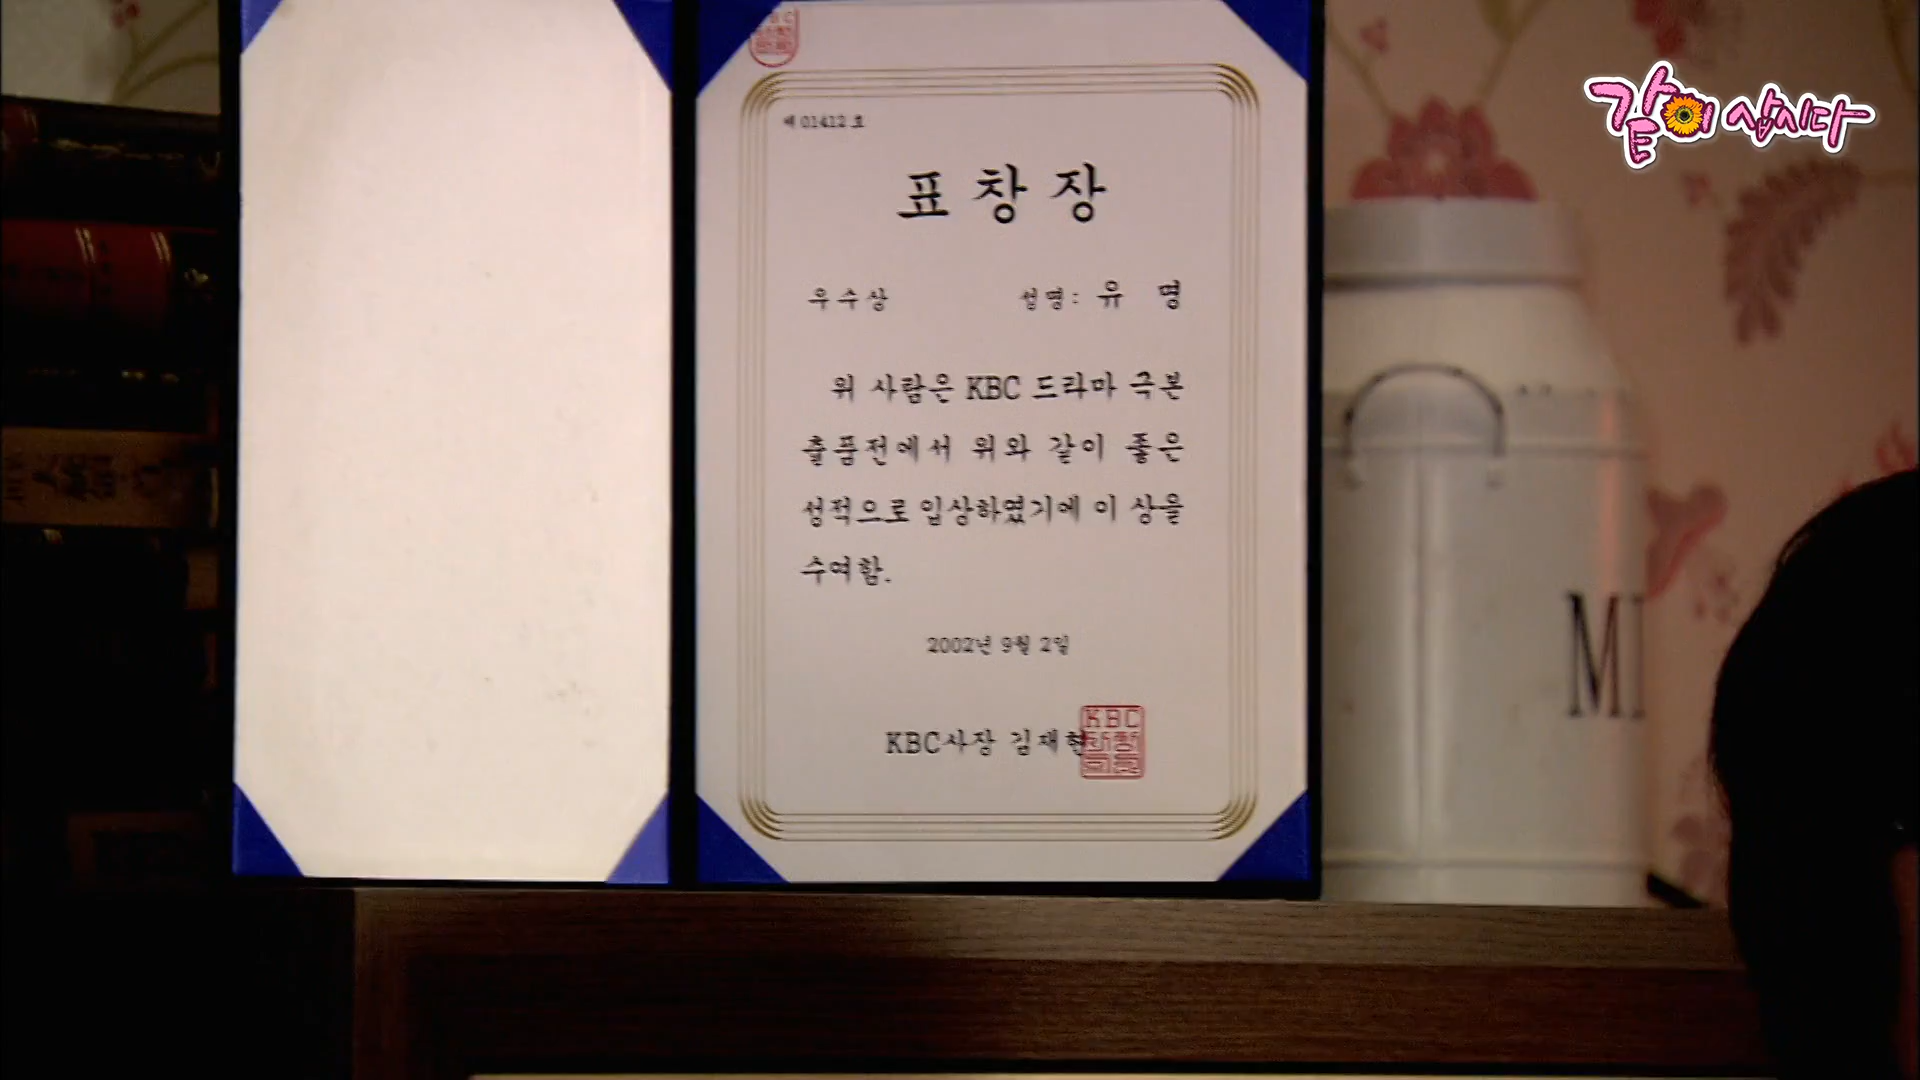 같이 삽시다
제 01412 호
표창장
우수상 성명: 유 명
위 사람은 KBC 드라마 극본
출품전에서 위와 같이 좋은
성적으로 입상하였기에 이 상을
수여함.
2002년 9월 2일
KBC사장 김재현
KBC
MI